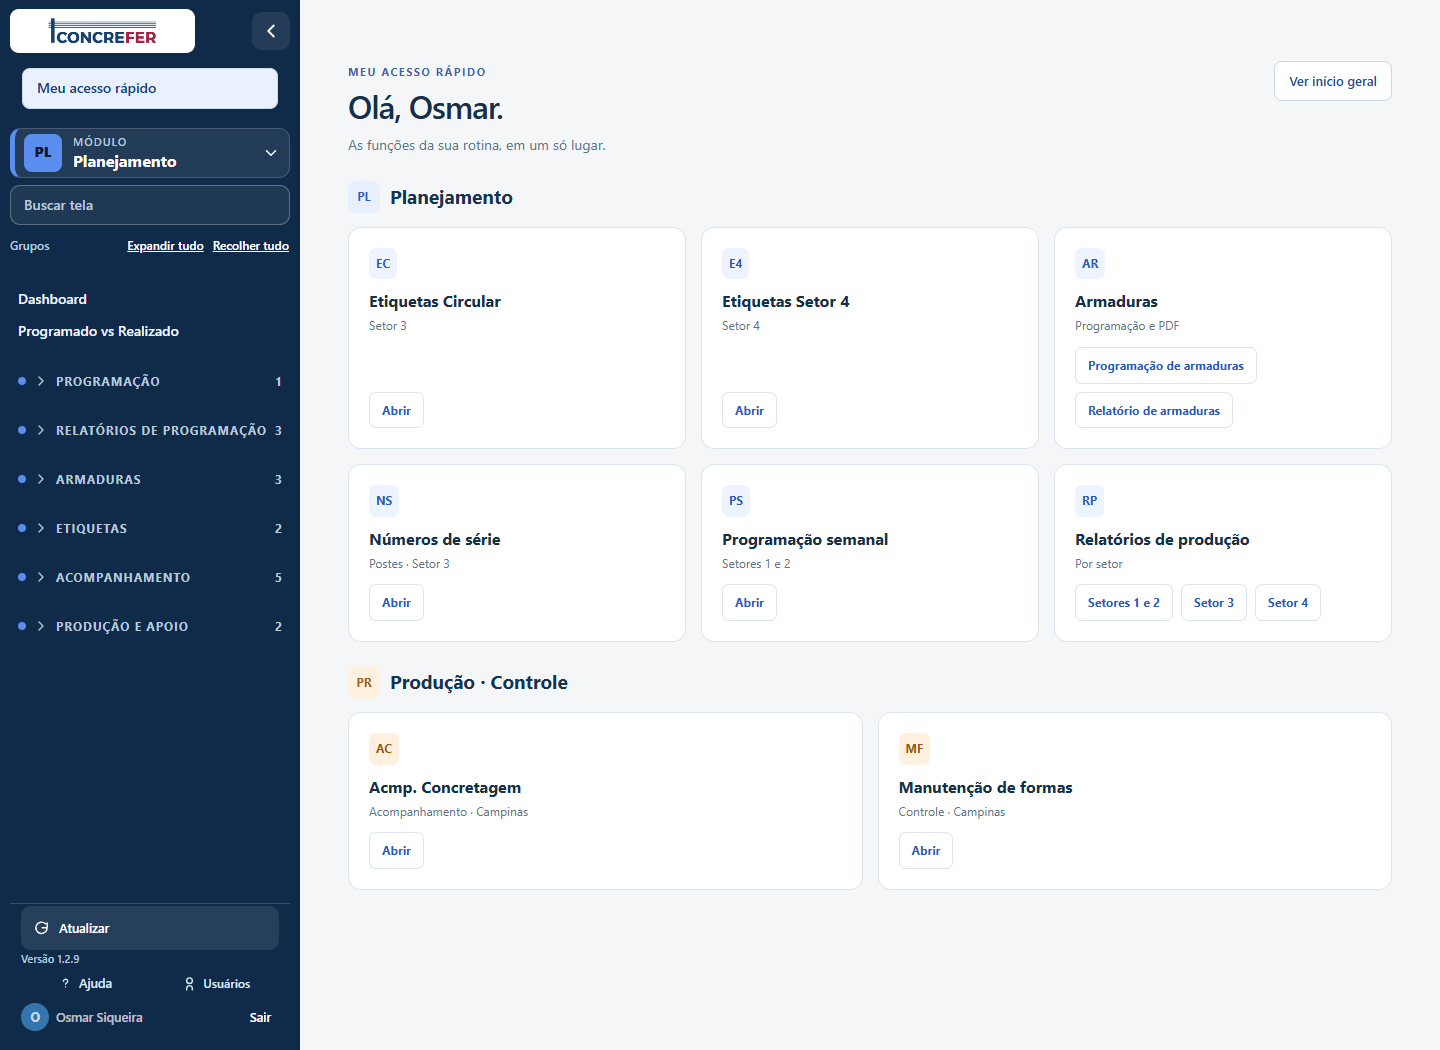 CONCREFER
Meu acesso rápido
PL
MÓDULO
Planejamento
Buscar tela
Grupos
Expandir tudo
Recolher tudo
Dashboard
Programado vs Realizado
PROGRAMAÇÃO 1
RELATÓRIOS DE PROGRAMAÇÃO 3
ARMADURAS 3
ETIQUETAS 2
ACOMPANHAMENTO 5
PRODUÇÃO E APOIO 2
Atualizar
Versão 1.2.9
? Ajuda
Usuários
O
Osmar Siqueira
Sair
MEU ACESSO RÁPIDO
Olá, Osmar.
As funções da sua rotina, em um só lugar.
Ver início geral
PL Planejamento
EC
Etiquetas Circular
Setor 3
Abrir
E4
Etiquetas Setor 4
Setor 4
Abrir
AR
Armaduras
Programação e PDF
Programação de armaduras
Relatório de armaduras
NS
Números de série
Postes · Setor 3
Abrir
PS
Programação semanal
Setores 1 e 2
Abrir
RP
Relatórios de produção
Por setor
Setores 1 e 2
Setor 3
Setor 4
PR Produção · Controle
AC
Acmp. Concretagem
Acompanhamento · Campinas
Abrir
MF
Manutenção de formas
Controle · Campinas
Abrir